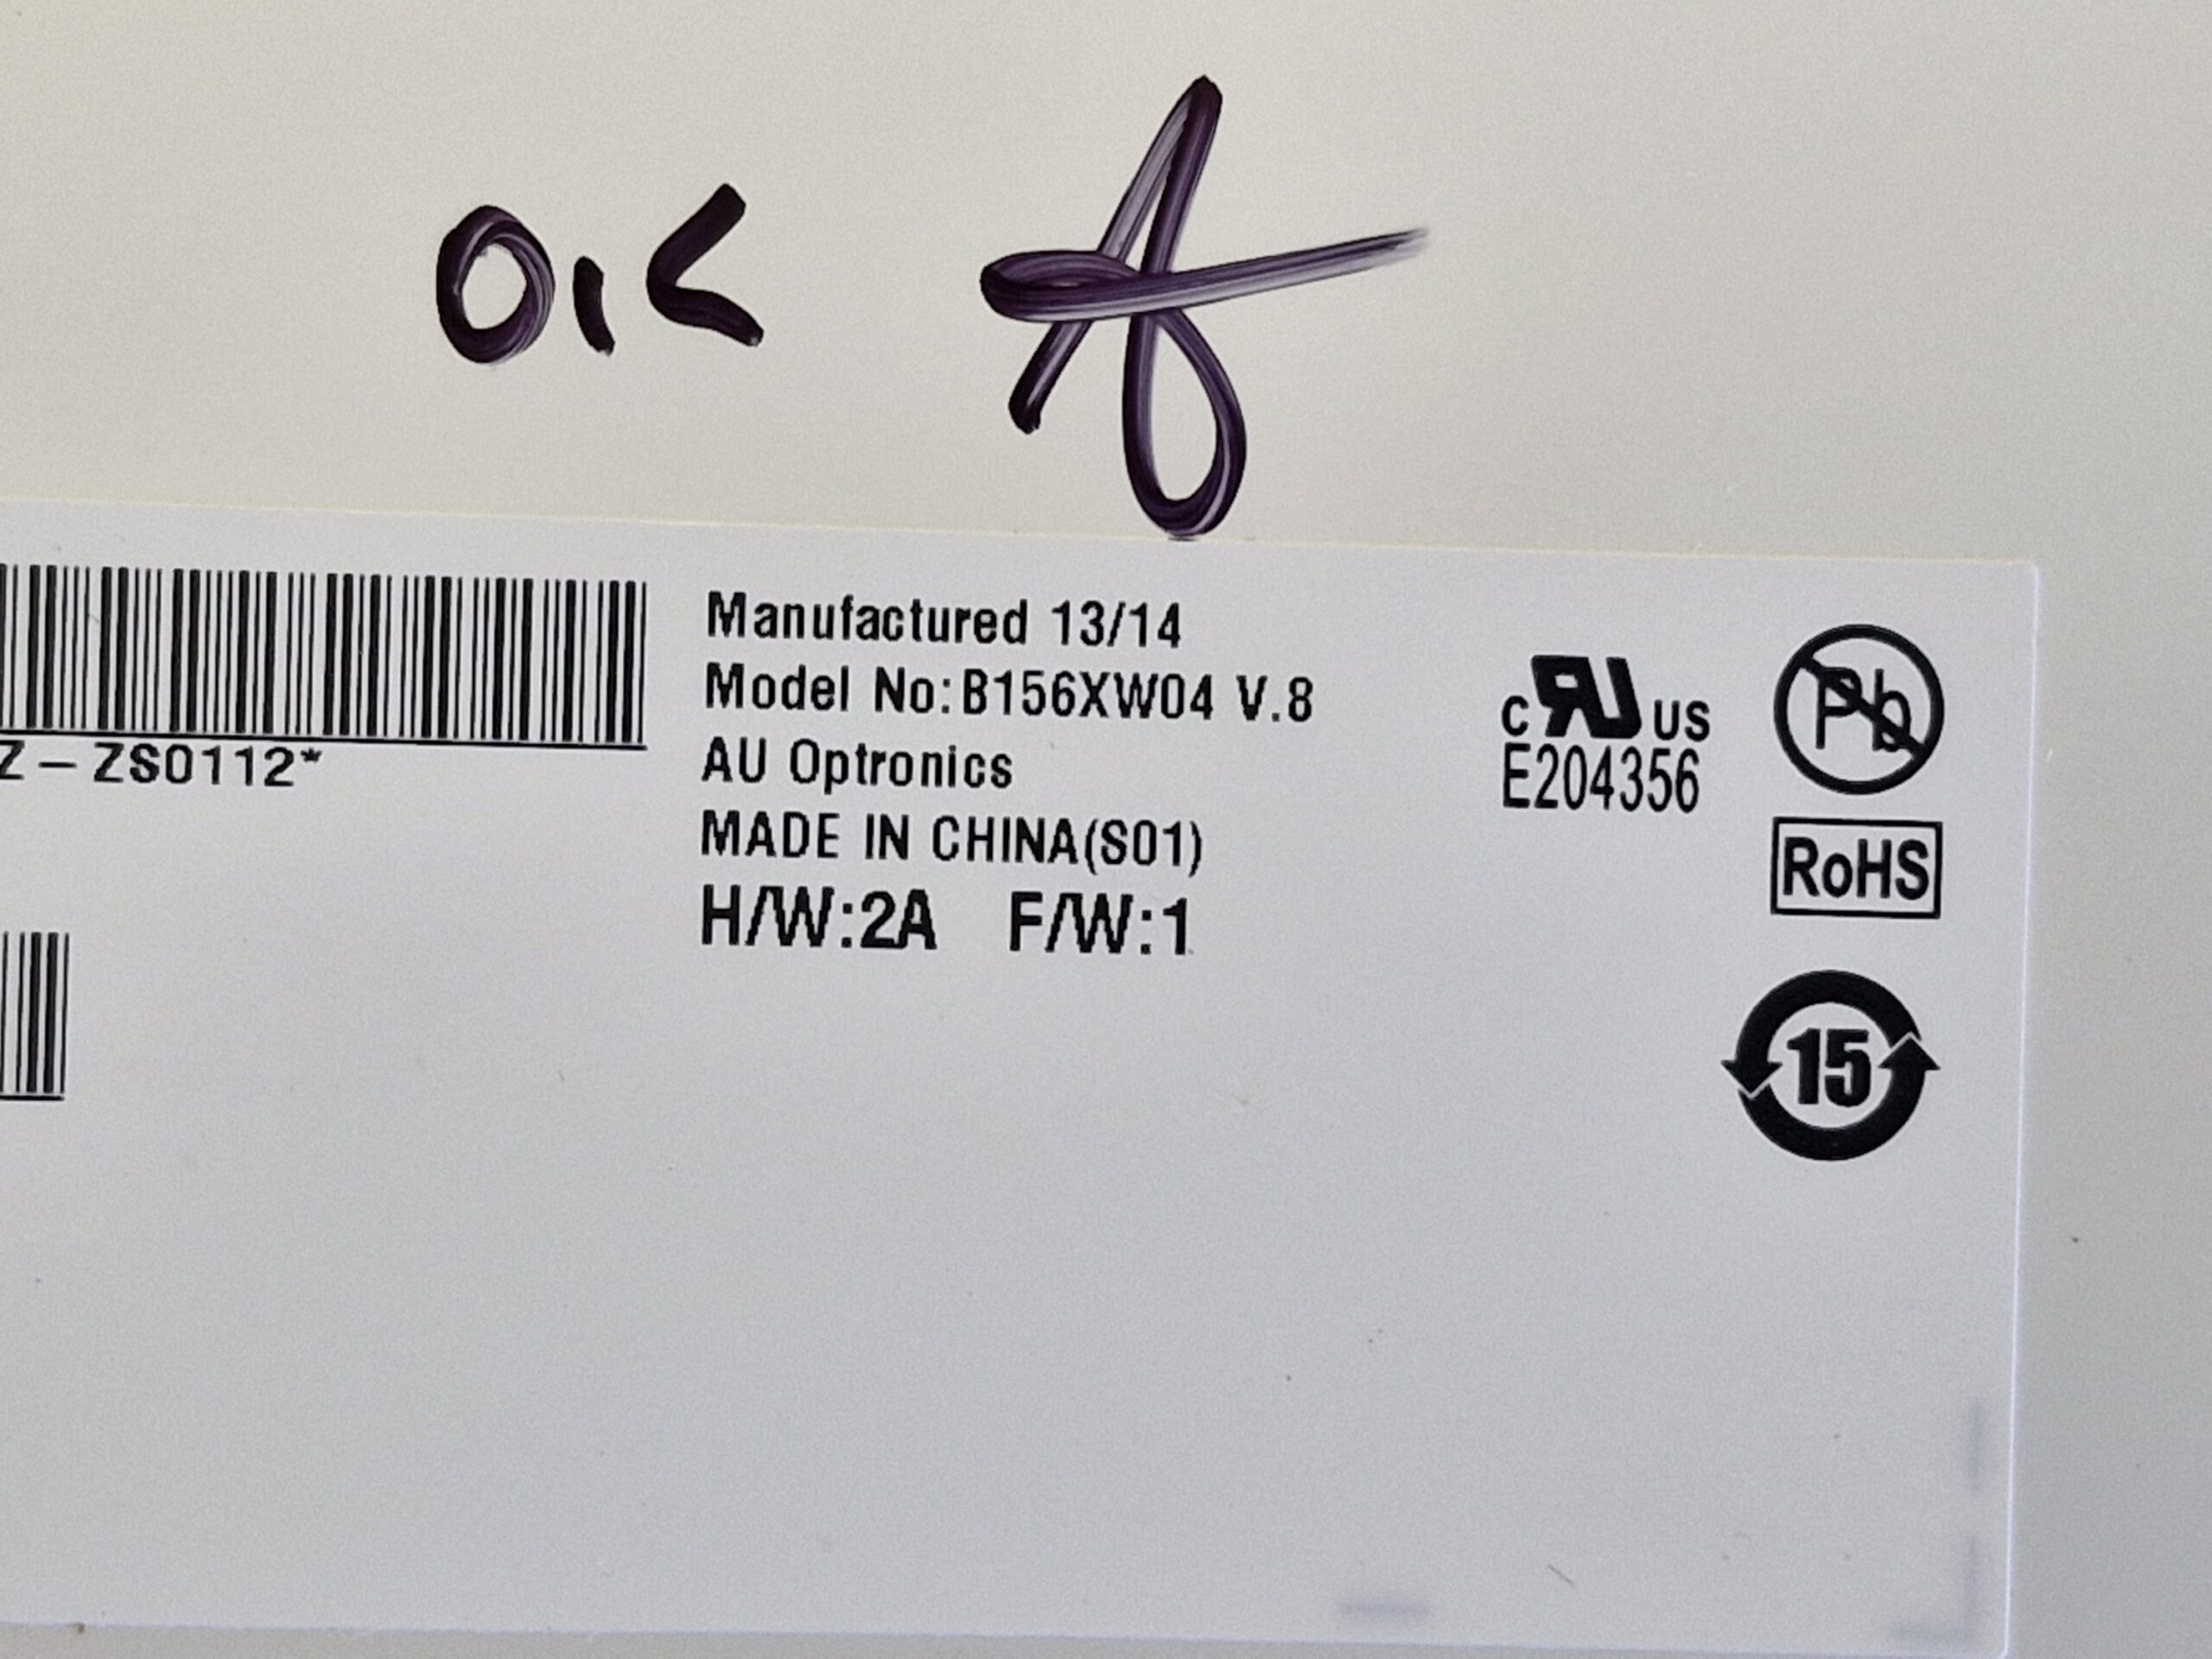 OK A
Manufactured 13/14
Model No:B156XW04 V.8
AU Optronics
MADE IN CHINA(S01)
H/W:2A F/W:1
Z-ZS0112*
c RU US
E204356
Pb
RoHS
15